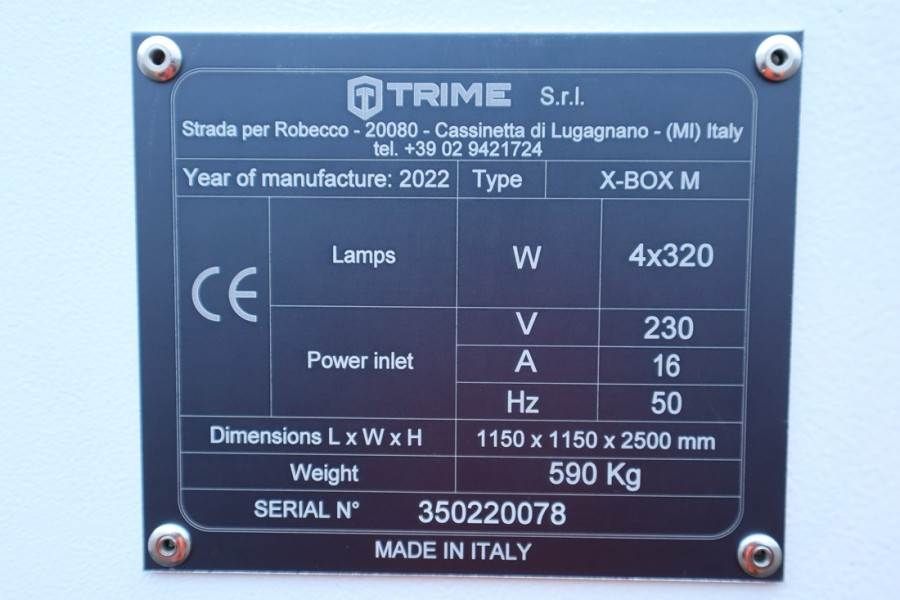 TRIME S.r.l.
Strada per Robecco - 20080 - Cassinetta di Lugagnano - (MI) Italy
tel. +39 02 9421724
Year of manufacture: 2022 Type X-BOX M
CE
Lamps W 4x320
Power inlet
V 230
A 16
Hz 50
Dimensions L x W x H 1150 x 1150 x 2500 mm
Weight 590 Kg
SERIAL N° 350220078
MADE IN ITALY